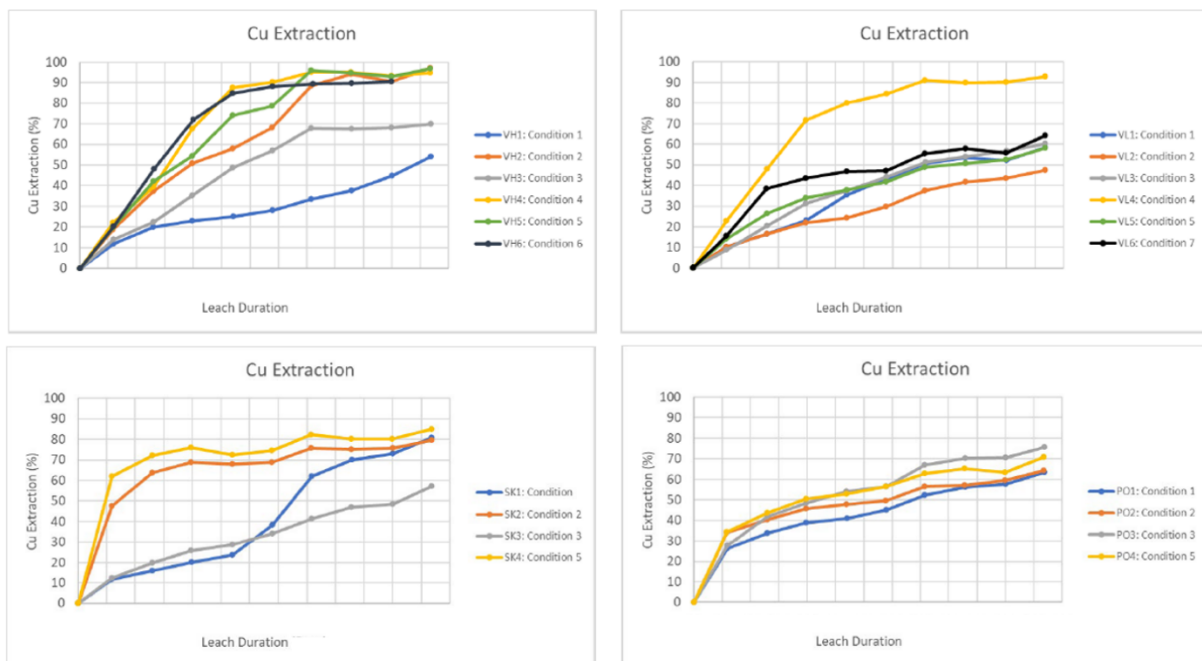 Cu Extraction
100
90
80
70
60
50
40
30
20
10
0
Cu Extraction (%)
Leach Duration
VH1: Condition 1
VH2: Condition 2
VH3: Condition 3
VH4: Condition 4
VH5: Condition 5
VH6: Condition 6
Cu Extraction
100
90
80
70
60
50
40
30
20
10
0
Cu Extraction (%)
Leach Duration
VL1: Condition 1
VL2: Condition 2
VL3: Condition 3
VL4: Condition 4
VL5: Condition 5
VL6: Condition 7
Cu Extraction
100
90
80
70
60
50
40
30
20
10
0
Cu Extraction (%)
Leach Duration
SK1: Condition
SK2: Condition 2
SK3: Condition 3
SK4: Condition 5
Cu Extraction
100
90
80
70
60
50
40
30
20
10
0
Cu Extraction (%)
Leach Duration
PO1: Condition 1
PO2: Condition 2
PO3: Condition 3
PO4: Condition 5